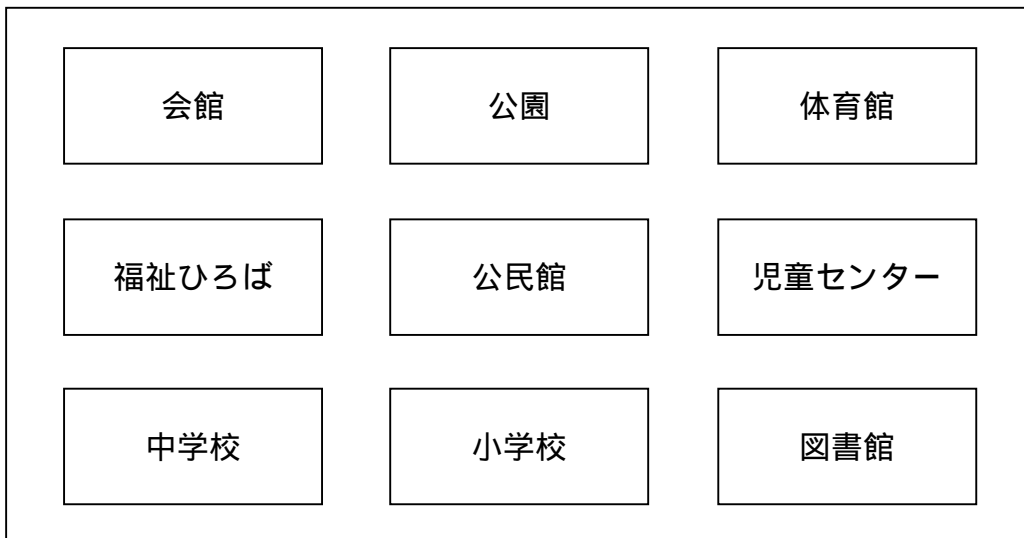 会館
公園
体育館
福祉ひろば
公民館
児童センター
中学校
小学校
図書館